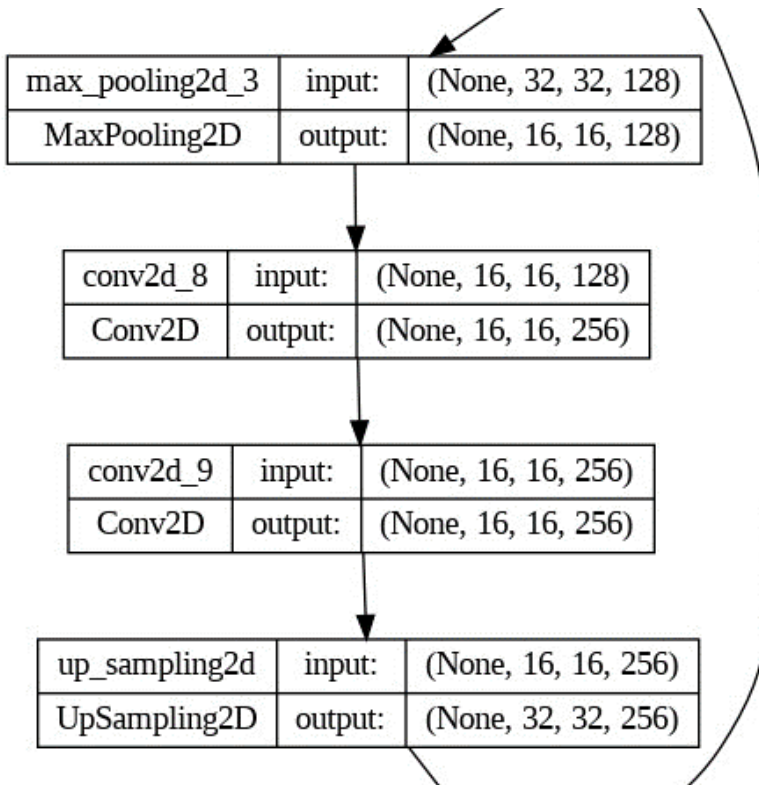 max_pooling2d_3 input: (None, 32, 32, 128)
MaxPooling2D output: (None, 16, 16, 128)
conv2d_8 input: (None, 16, 16, 128)
Conv2D output: (None, 16, 16, 256)
conv2d_9 input: (None, 16, 16, 256)
Conv2D output: (None, 16, 16, 256)
up_sampling2d input: (None, 16, 16, 256)
UpSampling2D output: (None, 32, 32, 256)